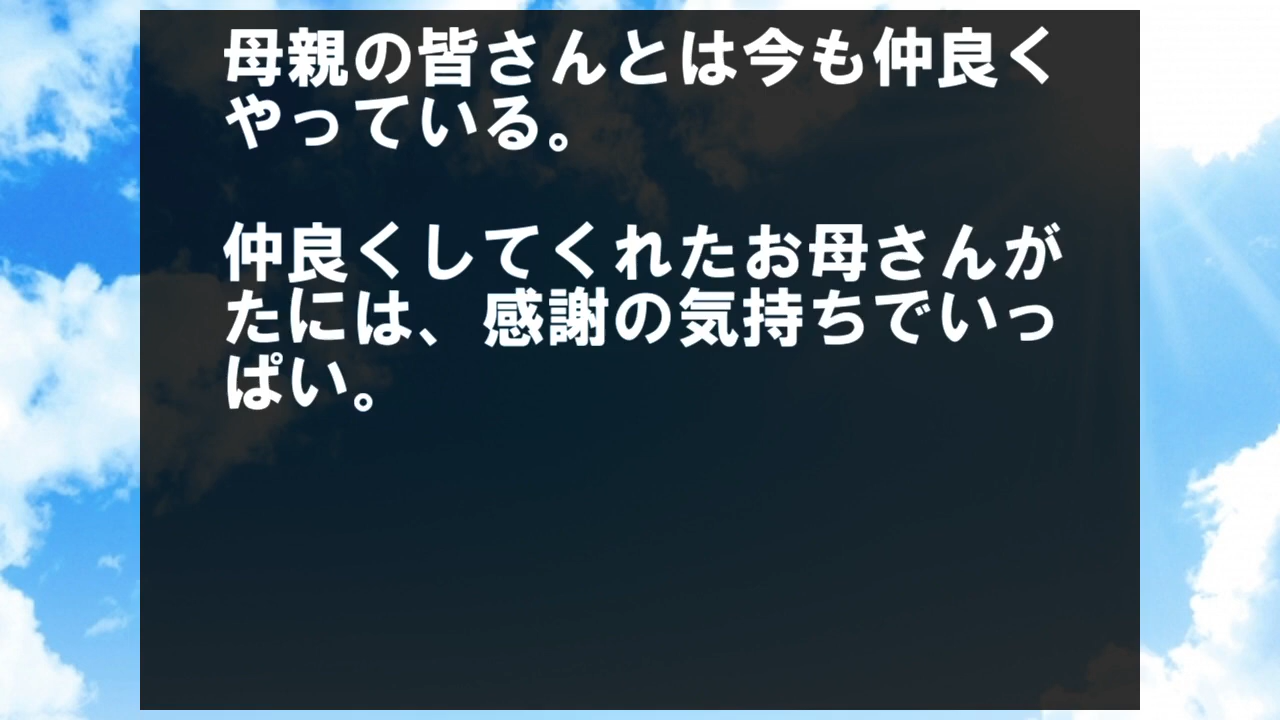 母親の皆さんとは今も仲良く
やっている。
仲良くしてくれたお母さんが
たには、感謝の気持ちでいっ
ぱい。